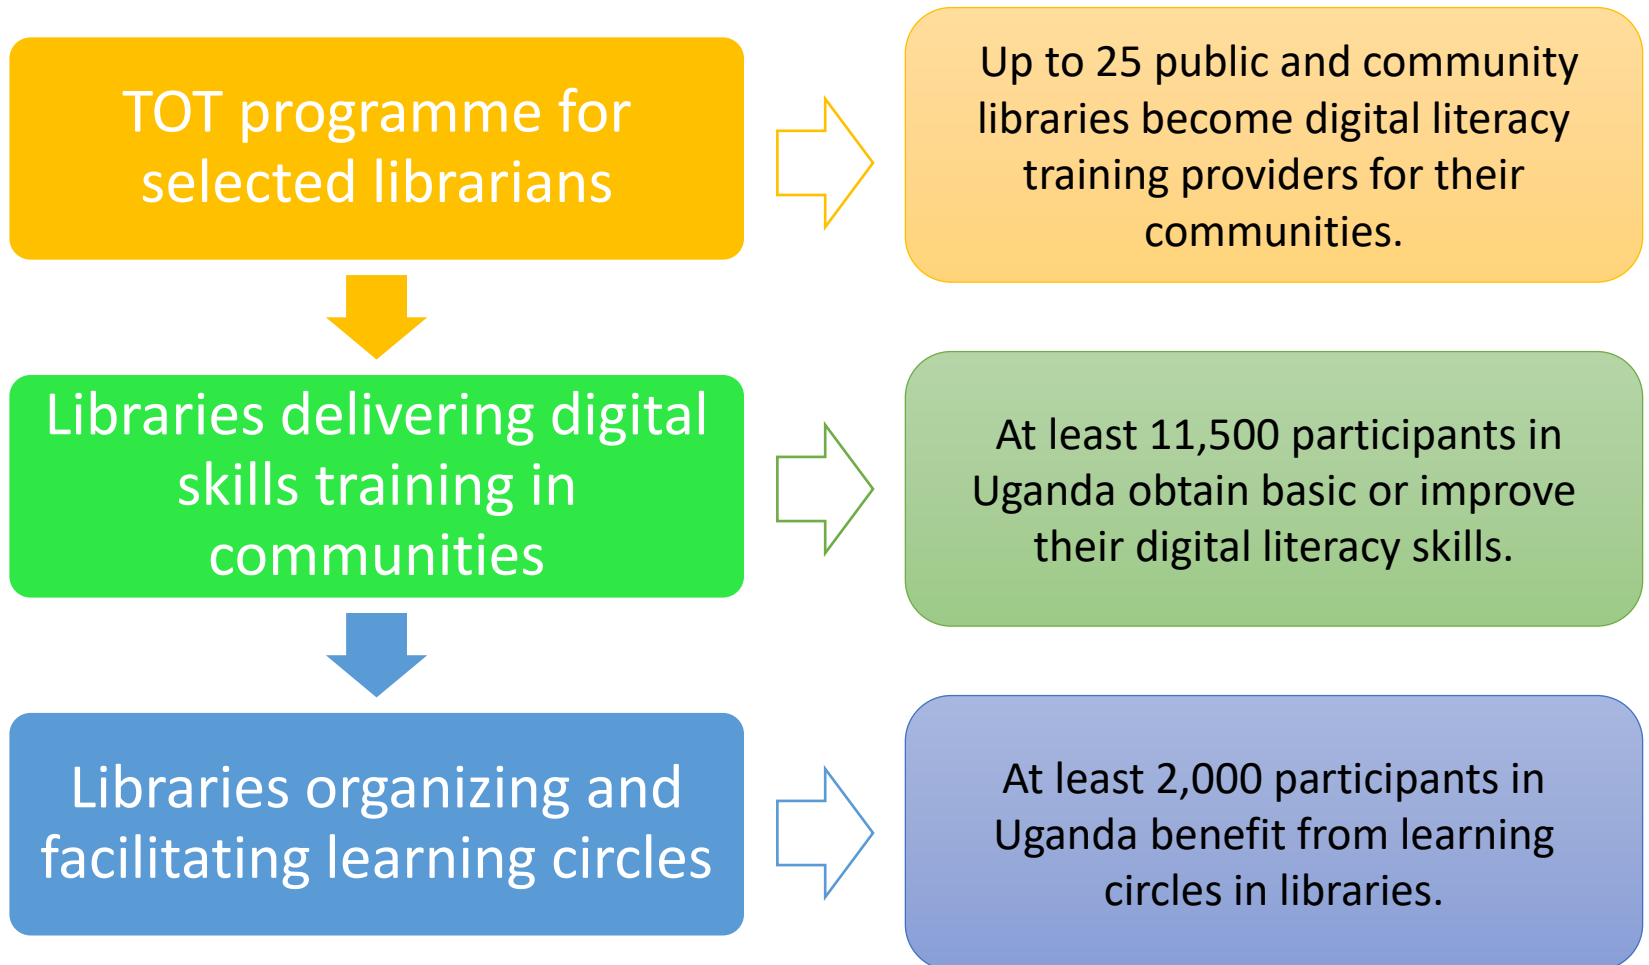 TOT programme for
selected librarians
Up to 25 public and community
libraries become digital literacy
training providers for their
communities.
Libraries delivering digital
skills training in
communities
At least 11,500 participants in
Uganda obtain basic or improve
their digital literacy skills.
Libraries organizing and
facilitating learning circles
At least 2,000 participants in
Uganda benefit from learning
circles in libraries.